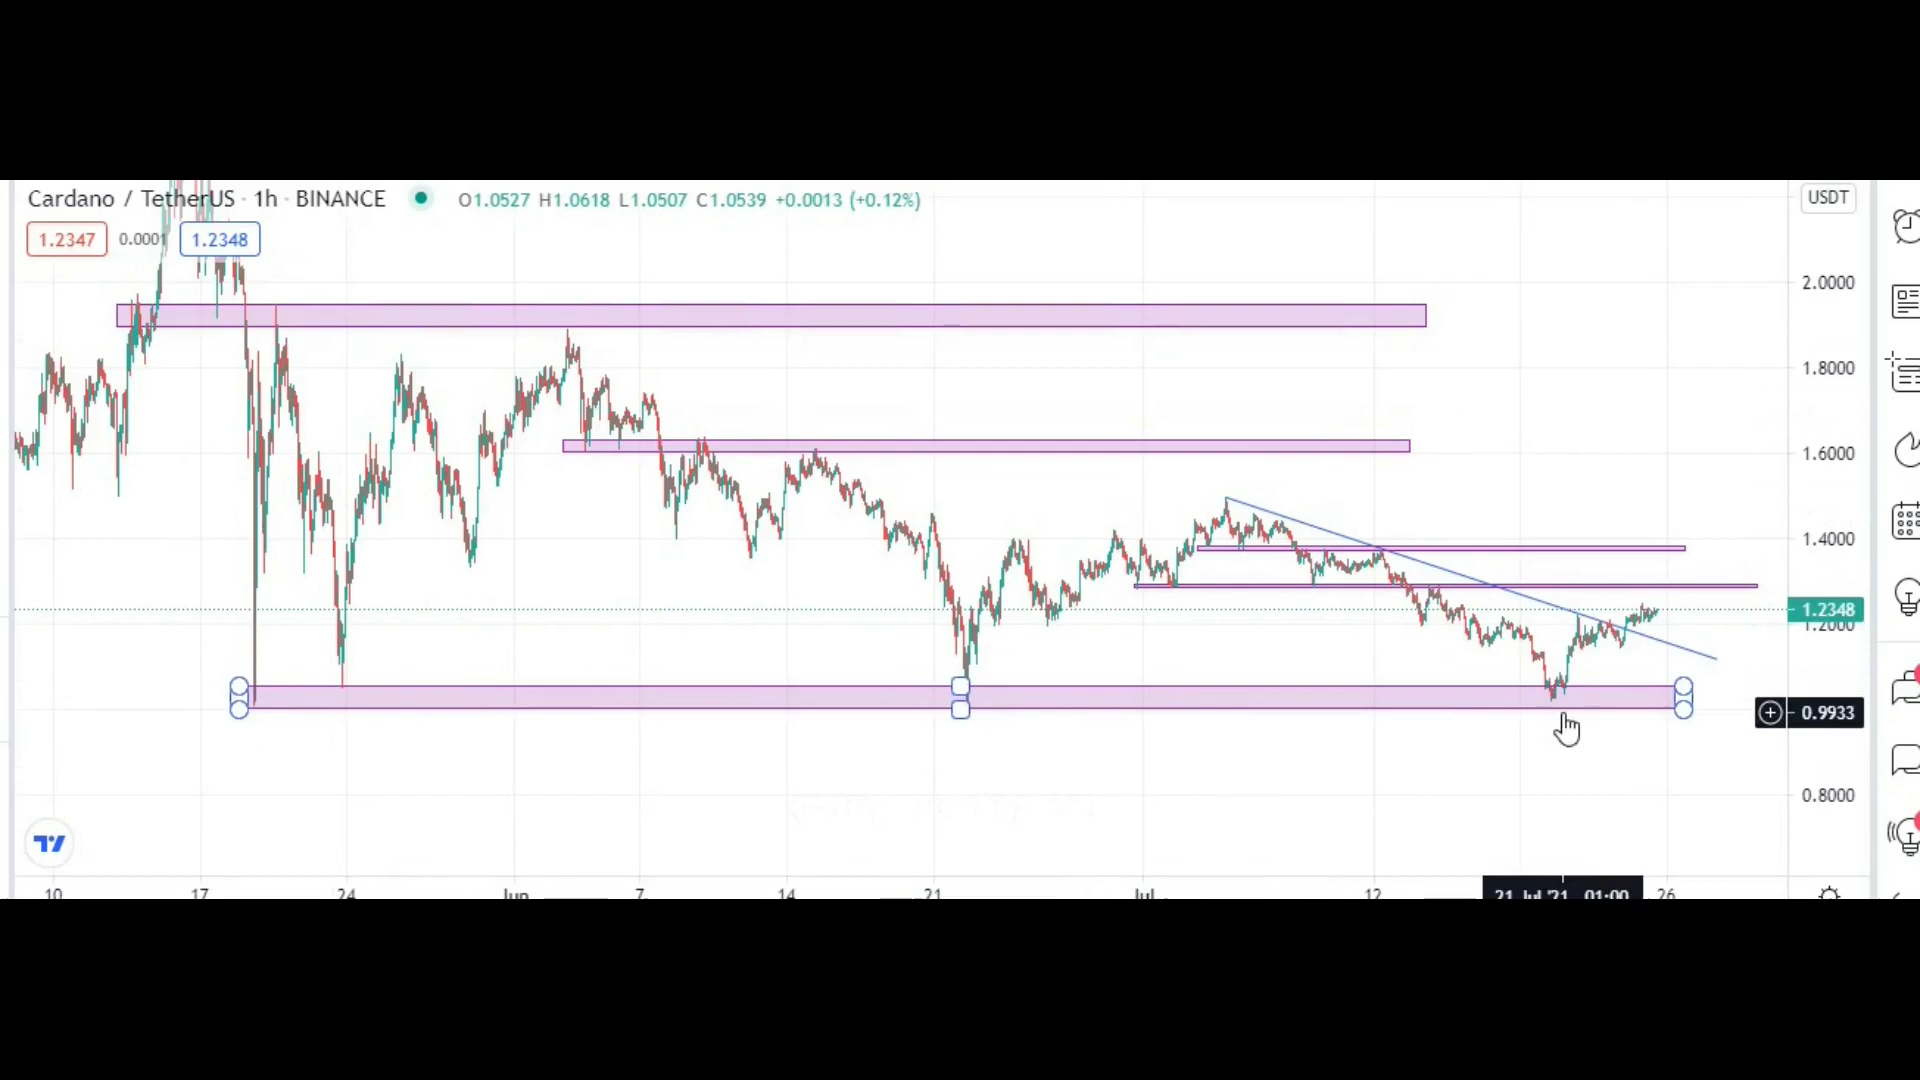 Cardano / TetherUS · 1h · BINANCE O1.0527 H1.0618 L1.0507 C1.0539 +0.0013 (+0.12%)
USDT
1.2347 0.0001 1.2348
2.0000
1.8000
1.6000
1.4000
1.2348
1.2000
0.9933
0.8000
10 17 24 Jun 7 14 21 Jul 12 21 Jul '21 01:00 26